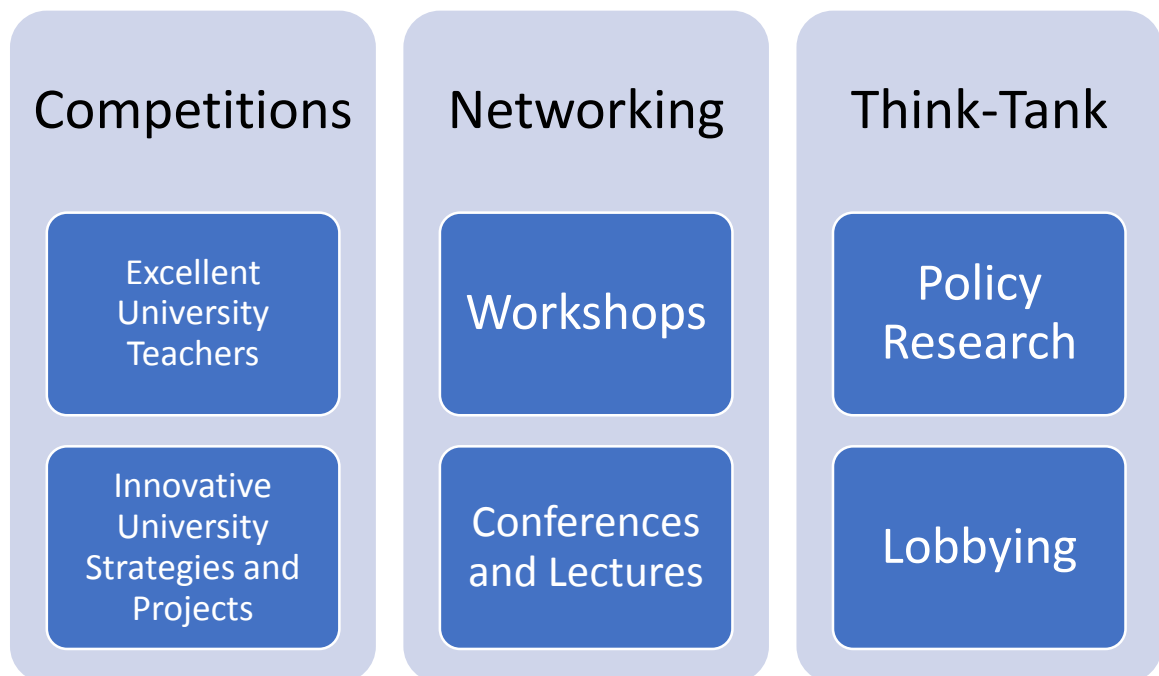 Competitions
Excellent
University
Teachers
Innovative
University
Strategies and
Projects
Networking
Workshops
Conferences
and Lectures
Think-Tank
Policy
Research
Lobbying